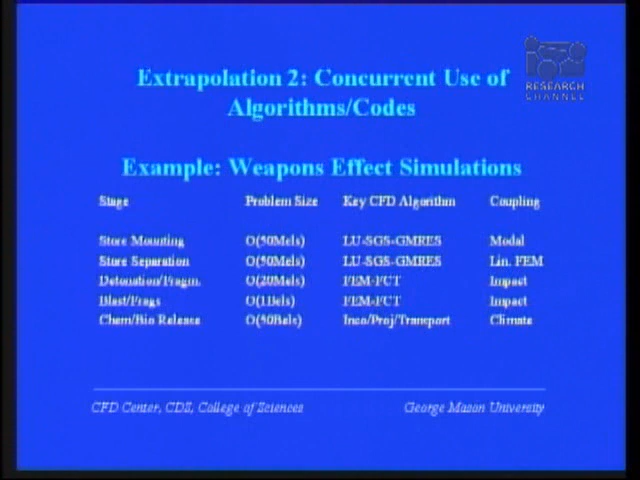 Extrapolation 2: Concurrent Use of
Algorithms/Codes
RESEARCH
CHANNEL
Example: Weapons Effect Simulations
Stage Problem Size Key CFD Algorithm Coupling
Store Mounting O(50Mels) LU-SGS-GMRES Modal
Store Separation O(50Mels) LU-SGS-GMRES Lin. FEM
Detonation/Fragm. O(20Mels) FEM-FCT Impact
Blast/Frags O(1Bels) FEM-FCT Impact
Chem/Bio Release O(50Bels) Inco/Proj/Transport Climate
CFD Center, CDS, College of Sciences George Mason University